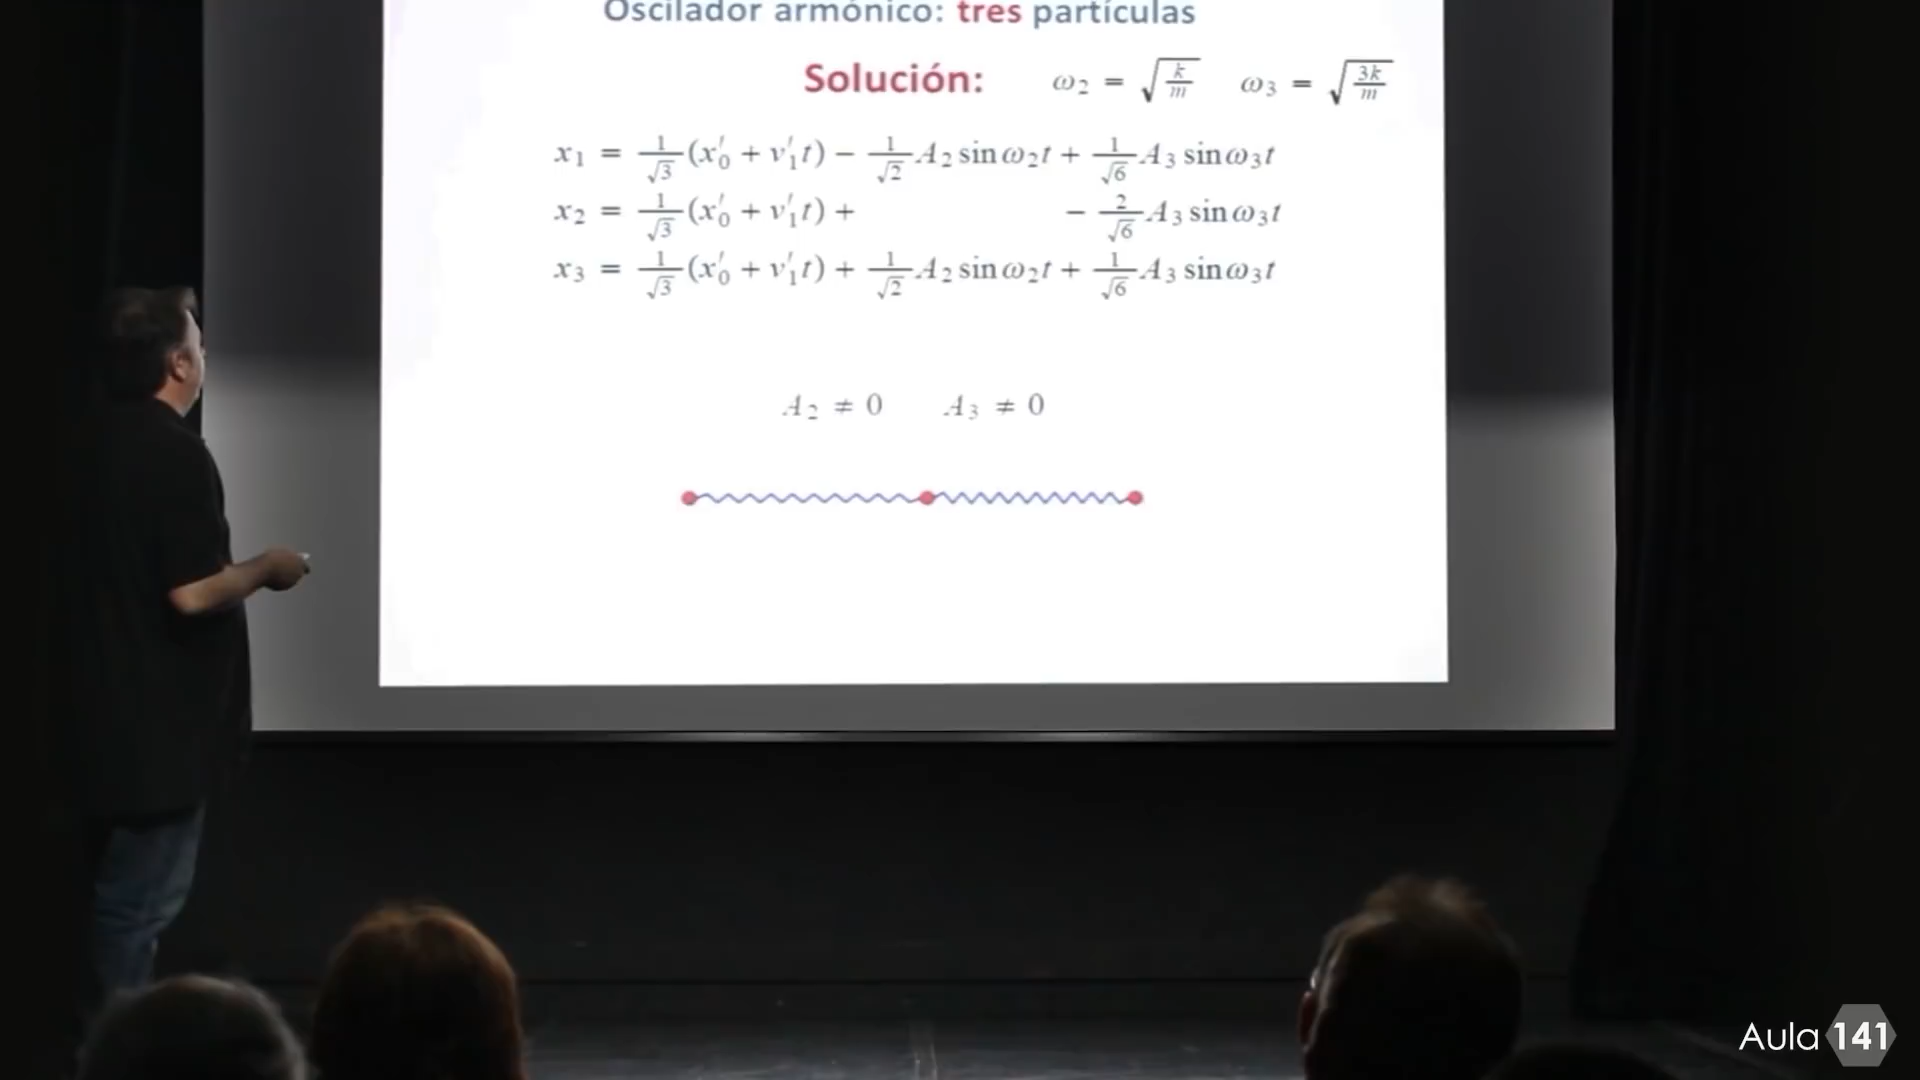 Oscilador armónico: tres partículas
Solución: ω₂ = √(k/m) ω₃ = √(3k/m)
x₁ = 1/√3 (x′₀ + v′₁t) − 1/√2 A₂ sin ω₂t + 1/√6 A₃ sin ω₃t
x₂ = 1/√3 (x′₀ + v′₁t) + − 2/√6 A₃ sin ω₃t
x₃ = 1/√3 (x′₀ + v′₁t) + 1/√2 A₂ sin ω₂t + 1/√6 A₃ sin ω₃t
A₂ ≠ 0 A₃ ≠ 0
Aula 141